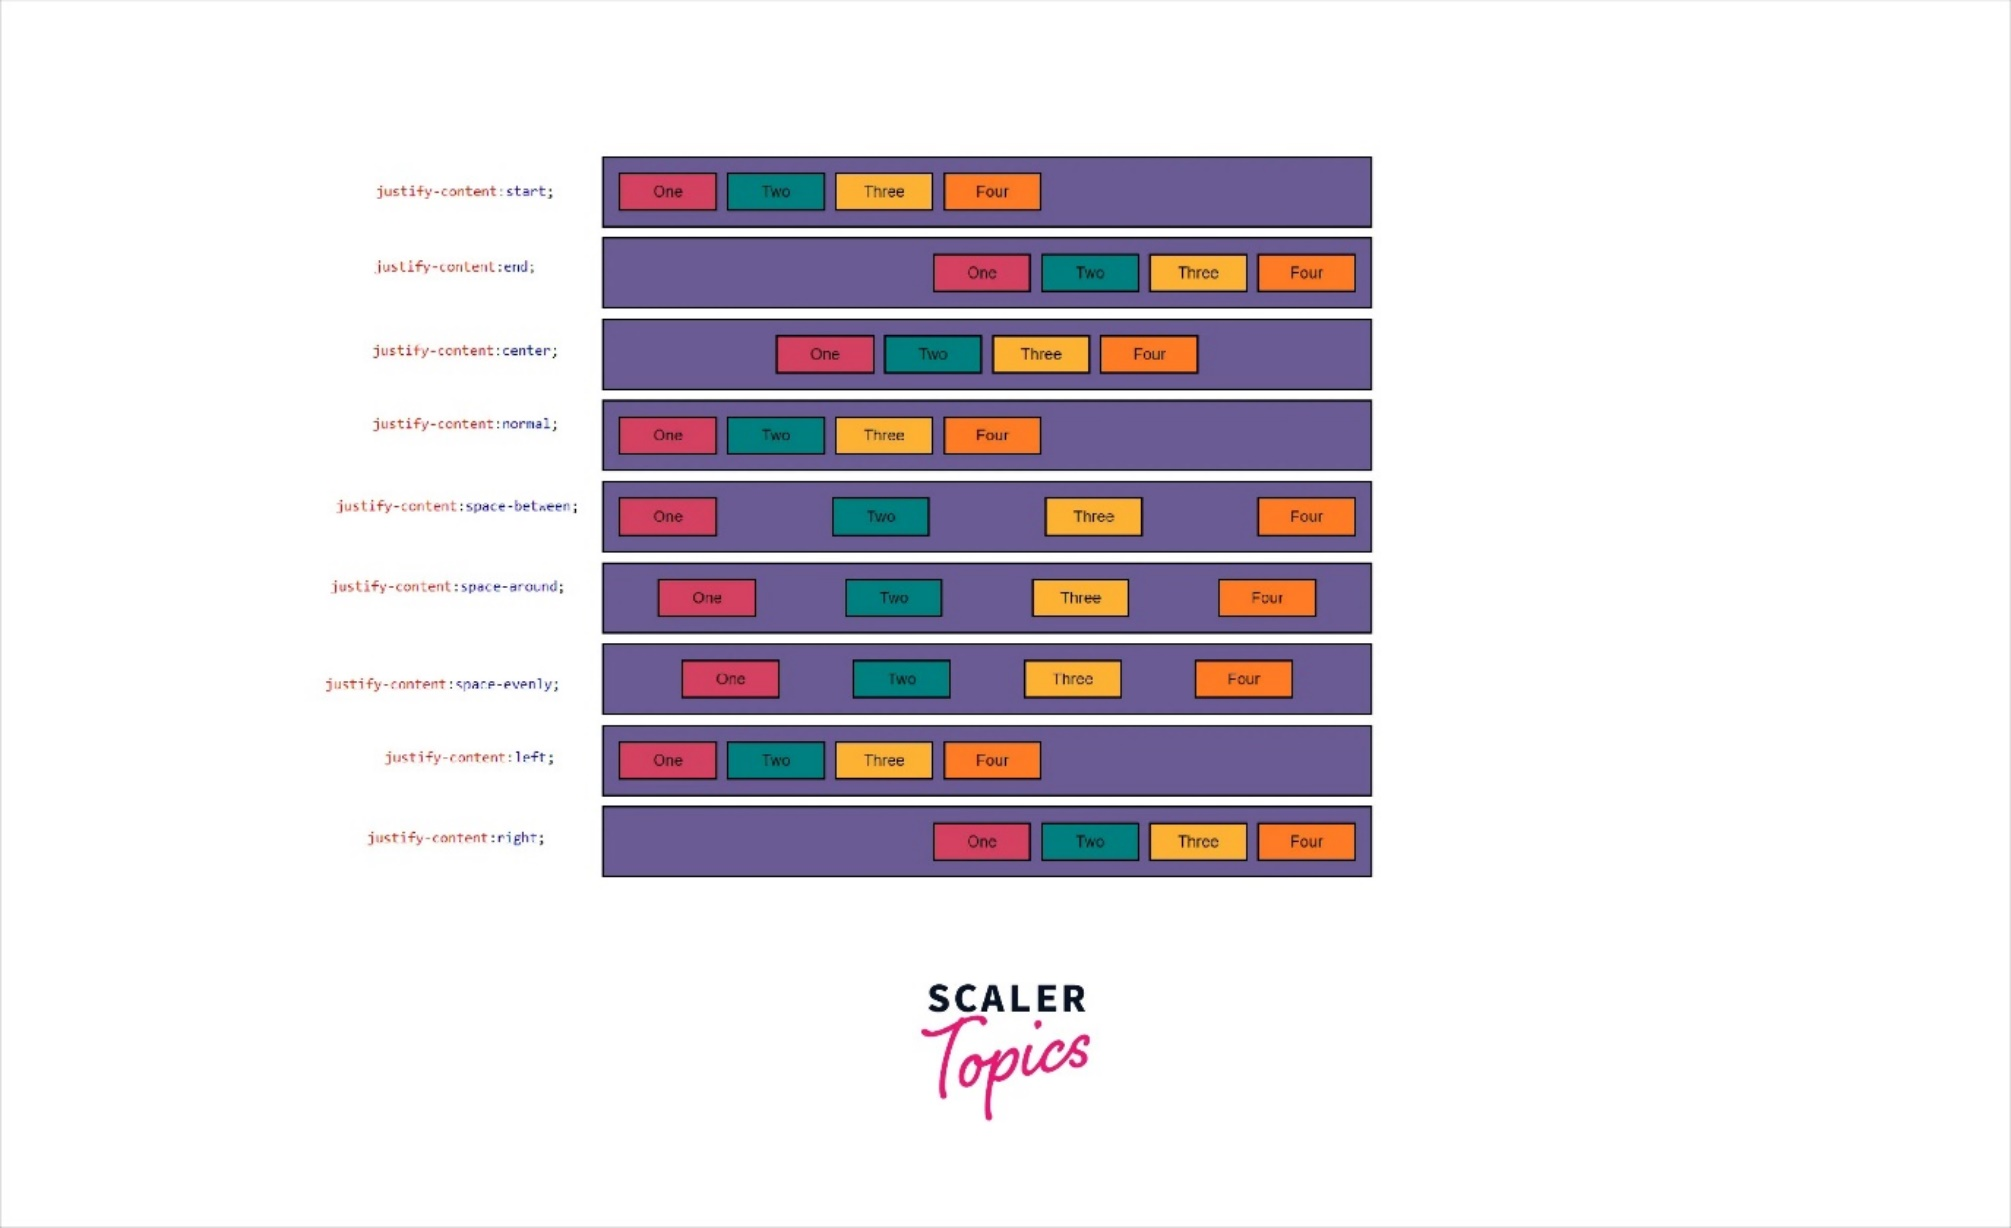 justify-content:start;
One Two Three Four
justify-content:end;
One Two Three Four
justify-content:center;
One Two Three Four
justify-content:normal;
One Two Three Four
justify-content:space-between;
One Two Three Four
justify-content:space-around;
One Two Three Four
justify-content:space-evenly;
One Two Three Four
justify-content:left;
One Two Three Four
justify-content:right;
One Two Three Four
SCALER
Topics